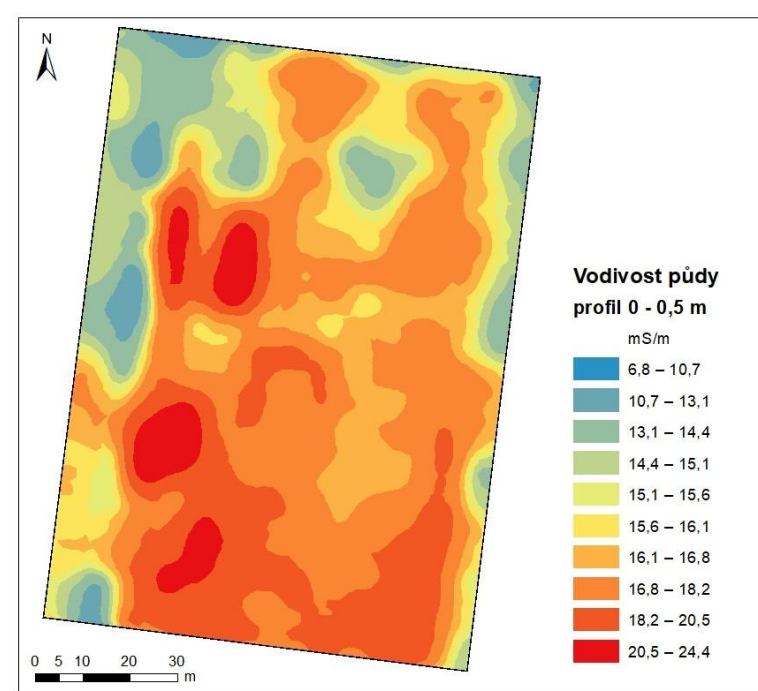 N
Vodivost půdy
profil 0 - 0,5 m
mS/m
6,8 – 10,7
10,7 – 13,1
13,1 – 14,4
14,4 – 15,1
15,1 – 15,6
15,6 – 16,1
16,1 – 16,8
16,8 – 18,2
18,2 – 20,5
20,5 – 24,4
0 5 10 20 30
m